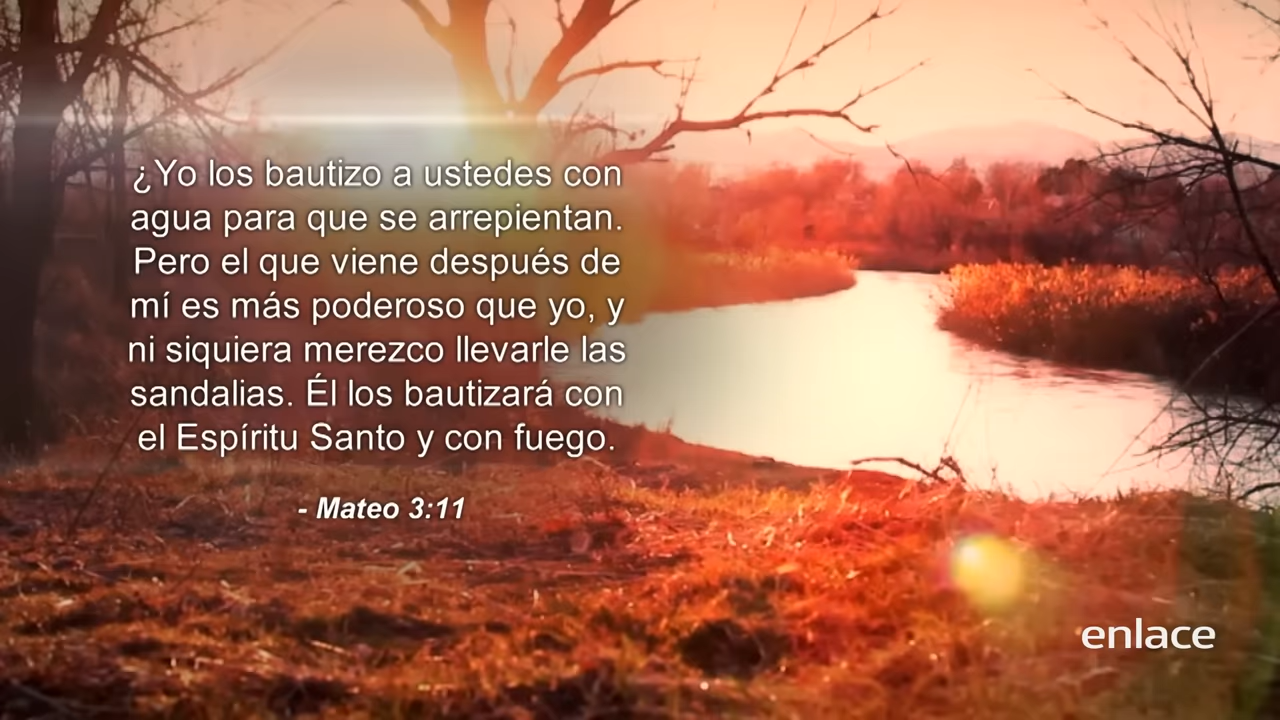 ¿Yo los bautizo a ustedes con
agua para que se arrepientan.
Pero el que viene después de
mí es más poderoso que yo, y
ni siquiera merezco llevarle las
sandalias. Él los bautizará con
el Espíritu Santo y con fuego.
- Mateo 3:11
enlace